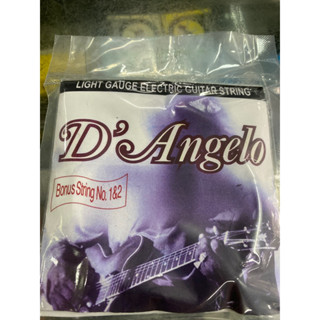 LIGHT GAUGE ELECTRIC GUITAR STRING
D'Angelo
Bonus String No. 1&2